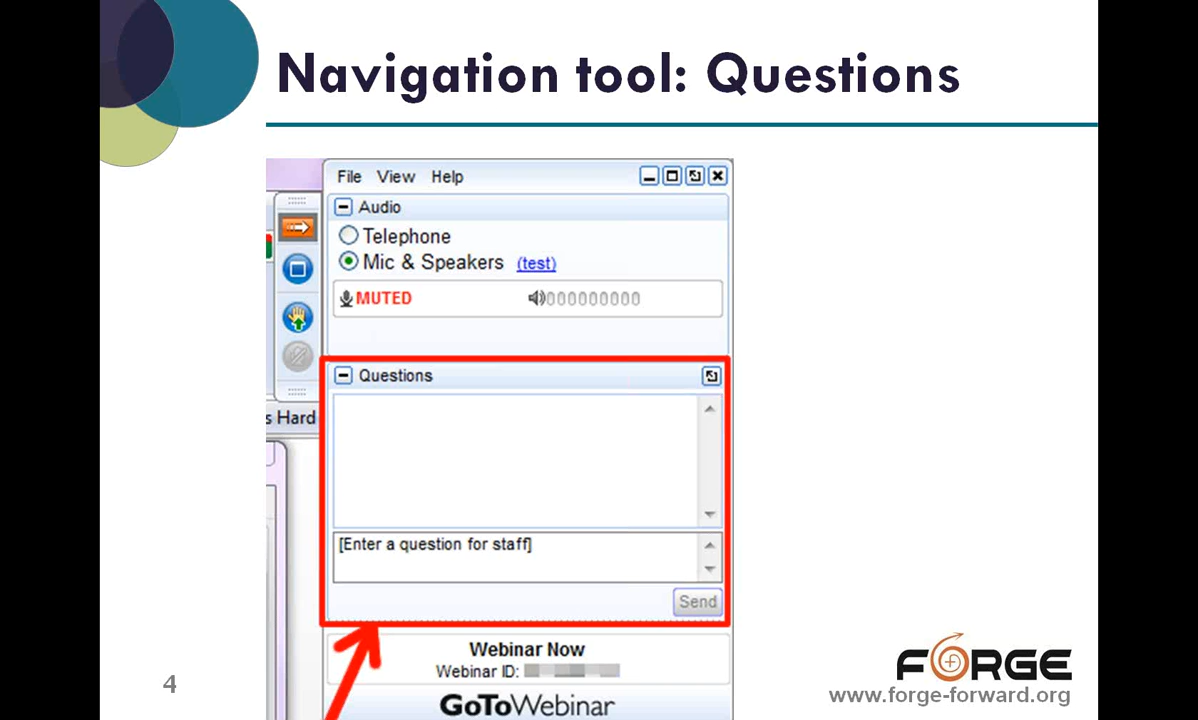 Navigation tool: Questions
File View Help
Audio
Telephone
Mic & Speakers (test)
MUTED 000000000
Questions
s Hard
[Enter a question for staff]
Send
Webinar Now
Webinar ID:
GoToWebinar
FORGE
www.forge-forward.org
4